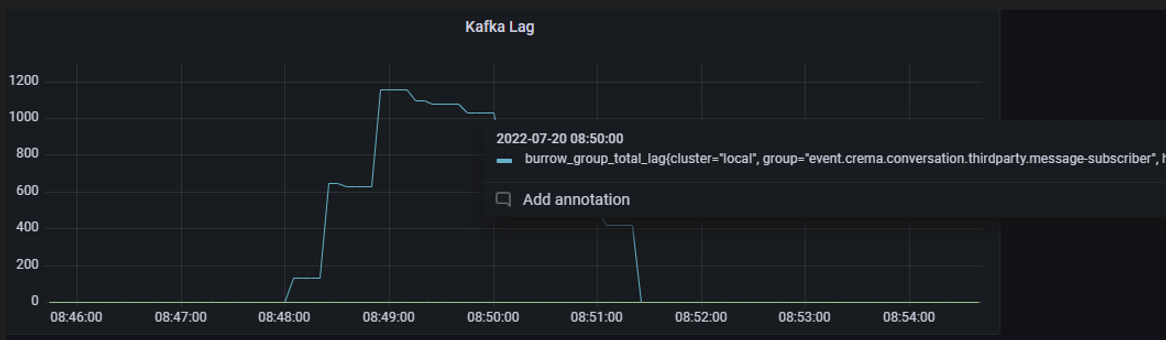 Kafka Lag
1200
1000
800
600
400
200
0
2022-07-20 08:50:00
burrow_group_total_lag{cluster="local", group="event.crema.conversation.thirdparty.message-subscriber", h
Add annotation
08:46:00 08:47:00 08:48:00 08:49:00 08:50:00 08:51:00 08:52:00 08:53:00 08:54:00